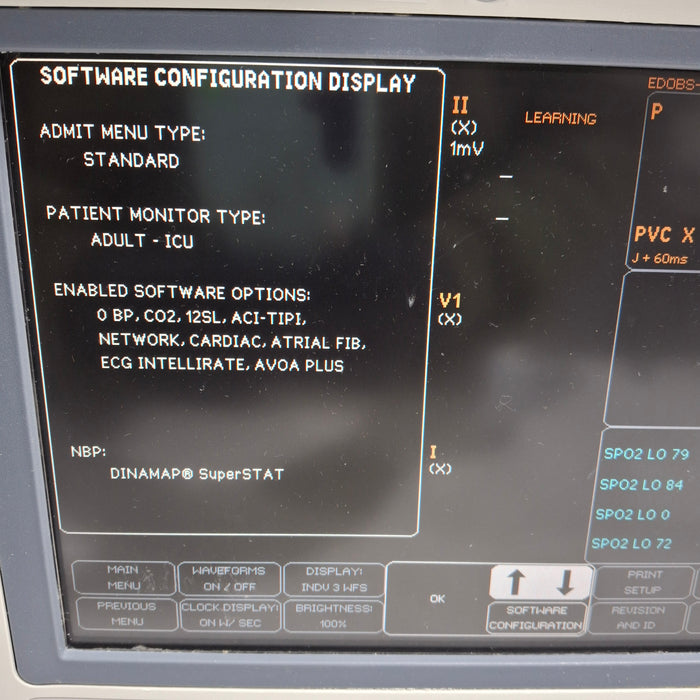 SOFTWARE CONFIGURATION DISPLAY
ADMIT MENU TYPE:
STANDARD
PATIENT MONITOR TYPE:
ADULT - ICU
ENABLED SOFTWARE OPTIONS:
0 BP, CO2, 12SL, ACI-TIPI,
NETWORK, CARDIAC, ATRIAL FIB,
ECG INTELLIRATE, AVOA PLUS
NBP:
DINAMAP® SuperSTAT
II
(X)
1mV
LEARNING
V1
(X)
I
(X)
EDOBS-
P
PVC X
J + 60ms
SPO2 LO 79
SPO2 LO 84
SPO2 LO 0
SPO2 LO 72
MAIN
MENU
WAVEFORMS
ON / OFF
DISPLAY:
INDV 3 WFS
OK
PRINT
SETUP
PREVIOUS
MENU
CLOCK DISPLAY:
ON W/ SEC
BRIGHTNESS:
100%
SOFTWARE
CONFIGURATION
REVISION
AND ID